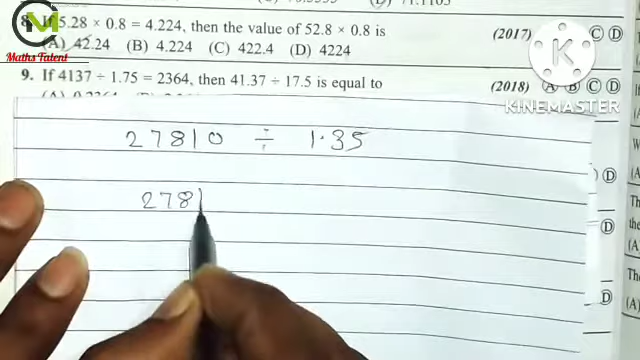 8. If 5.28 × 0.8 = 4.224, then the value of 52.8 × 0.8 is (2017) Ⓒ Ⓓ
(A) 42.24 (B) 4.224 (C) 422.4 (D) 4224
M
Maths Talent
K
KINEMASTER
9. If 4137 ÷ 1.75 = 2364, then 41.37 ÷ 17.5 is equal to (2018) Ⓐ Ⓑ Ⓒ Ⓓ
27810 ÷ 1.35
2781
Ⓓ
Ⓓ
Ⓓ